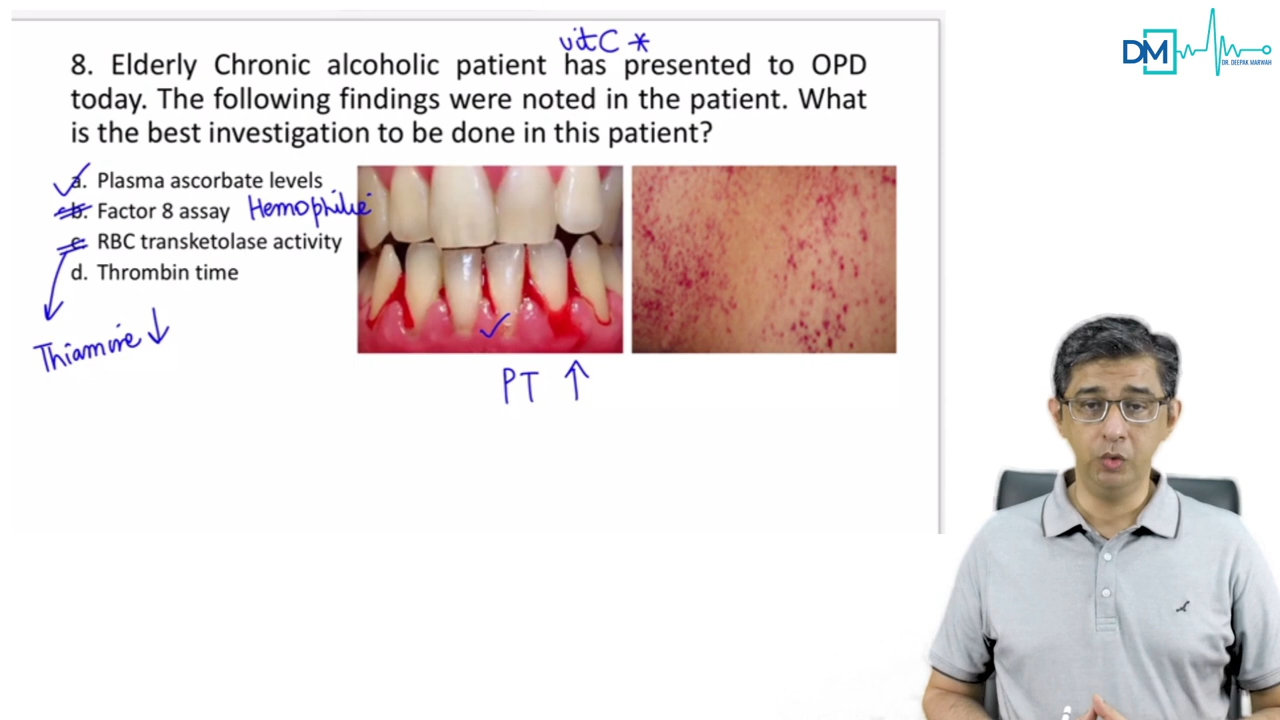 vitC *
8. Elderly Chronic alcoholic patient has presented to OPD
today. The following findings were noted in the patient. What
is the best investigation to be done in this patient?
a. Plasma ascorbate levels
b. Factor 8 assay Hemophilie
c. RBC transketolase activity
d. Thrombin time
Thiamine ↓
PT ↑
DM
DR. DEEPAK MARWAH